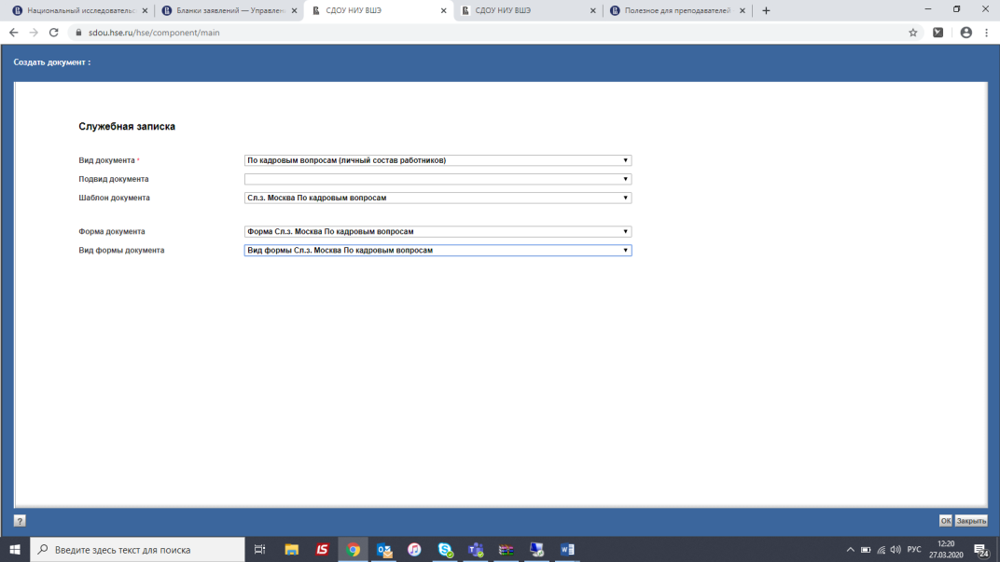 Национальный исследовательс
Бланки заявлений — Управлен
СДОУ НИУ ВШЭ
СДОУ НИУ ВШЭ
Полезное для преподавателей
sdou.hse.ru/hse/component/main
Создать документ :
Служебная записка
Вид документа * По кадровым вопросам (личный состав работников)
Подвид документа
Шаблон документа Сл.з. Москва По кадровым вопросам
Форма документа Форма Сл.з. Москва По кадровым вопросам
Вид формы документа Вид формы Сл.з. Москва По кадровым вопросам
? ОК Закрыть
Введите здесь текст для поиска
РУС
12:20
27.03.2020
24